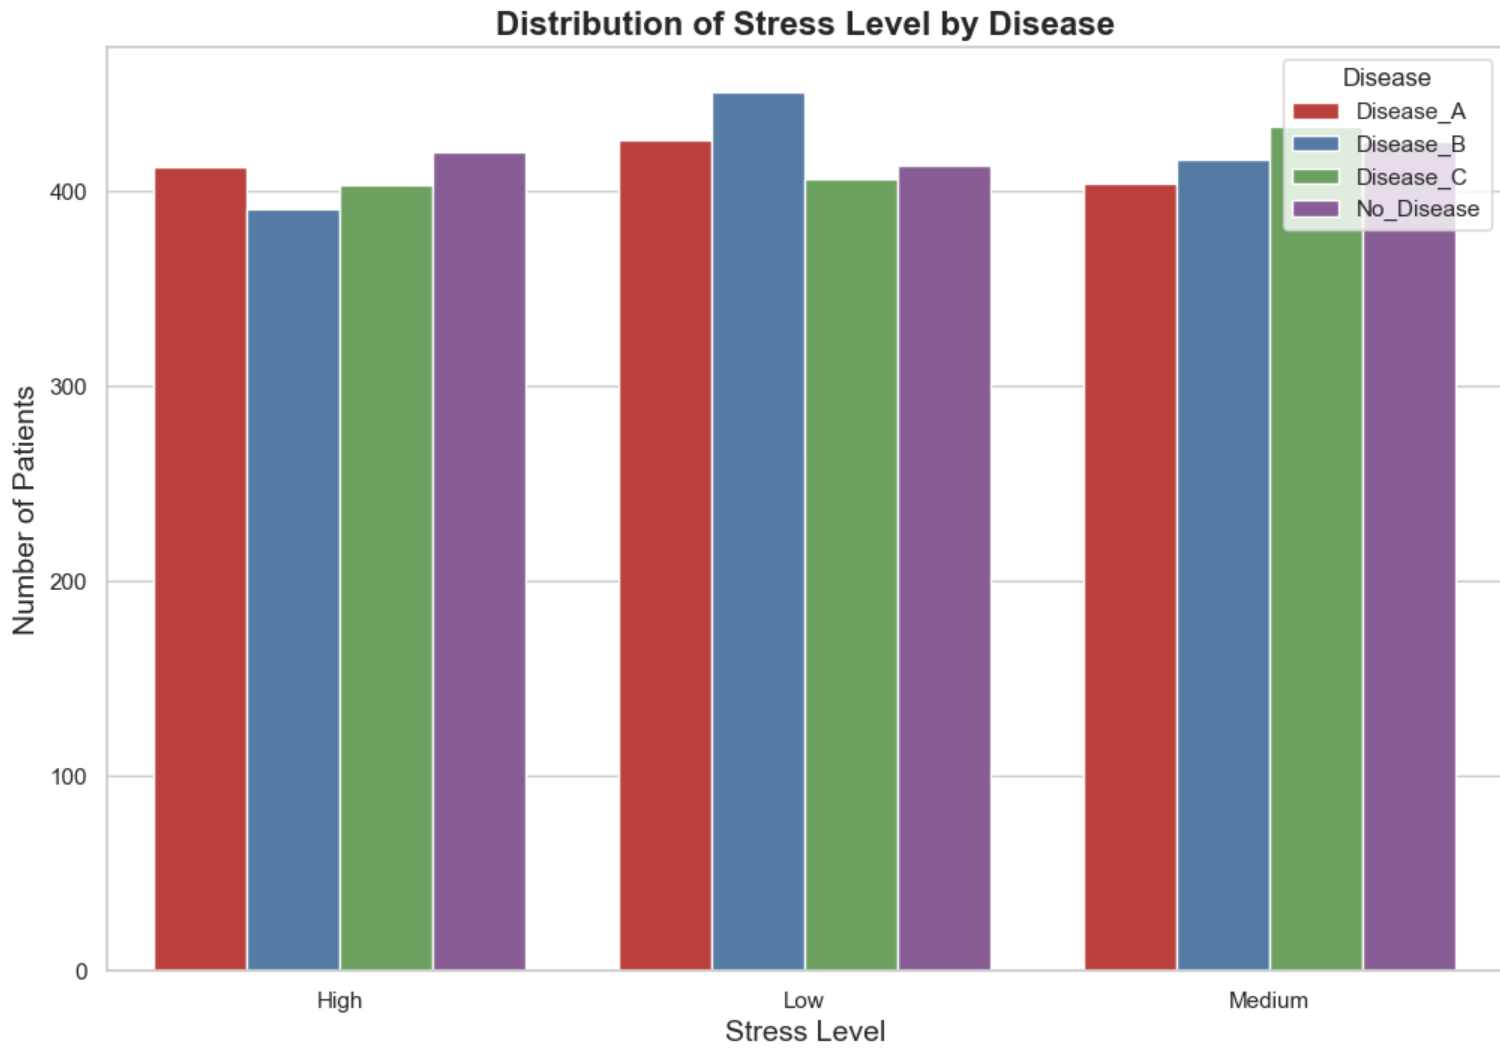 Distribution of Stress Level by Disease
Disease
Disease_A
Disease_B
Disease_C
No_Disease
Number of Patients
400
300
200
100
0
High
Low
Medium
Stress Level